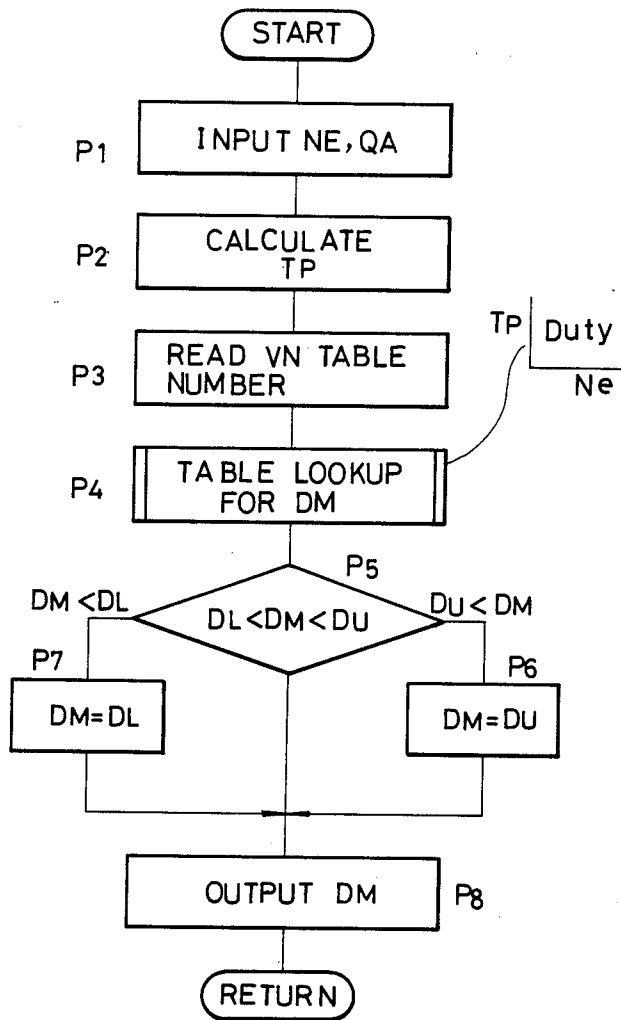 START
P1
INPUT NE, QA
P2
CALCULATE
TP
P3
READ VN TABLE
NUMBER
TP
Duty
Ne
P4
TABLE LOOKUP
FOR DM
P5
DM<DL
DL<DM<DU
DU<DM
P7
DM=DL
P6
DM=DU
OUTPUT DM
P8
RETURN